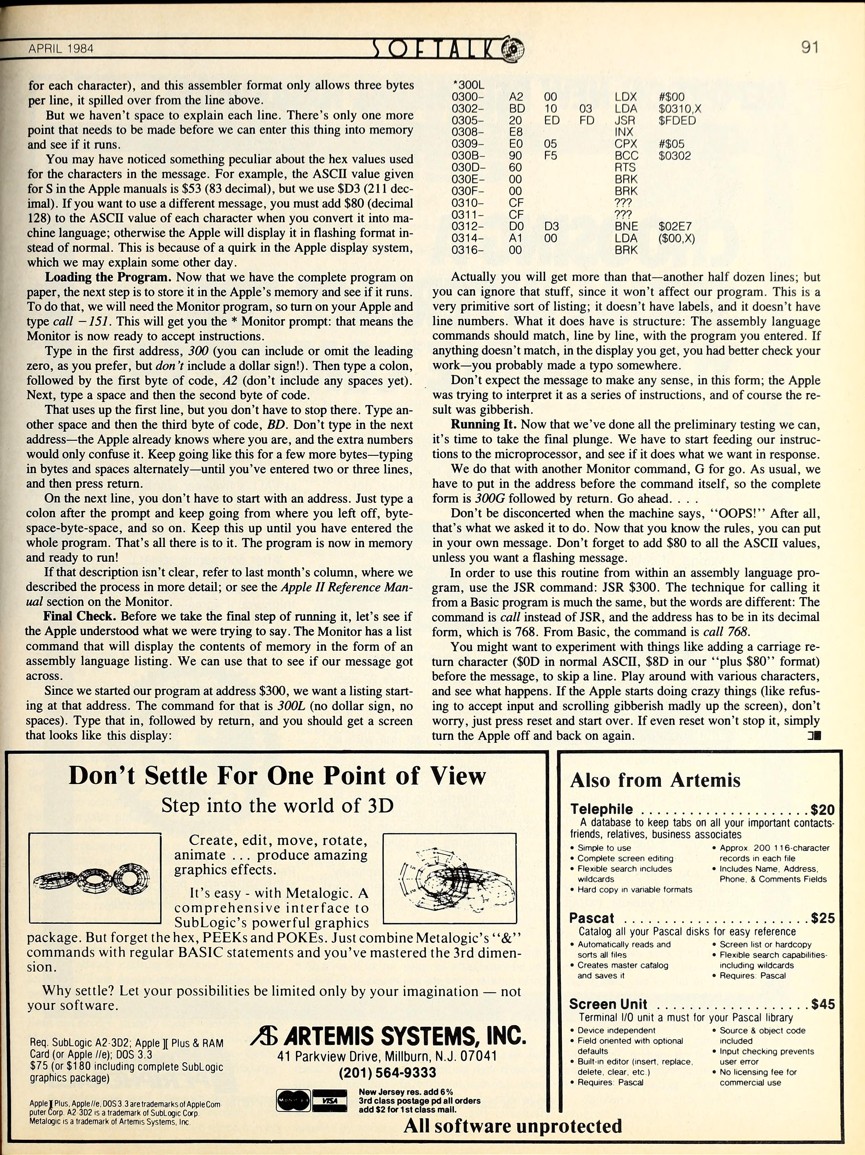 APRIL 1984
SOFTALK
91
for each character), and this assembler format only allows three bytes
per line, it spilled over from the line above.
But we haven't space to explain each line. There's only one more
point that needs to be made before we can enter this thing into memory
and see if it runs.
You may have noticed something peculiar about the hex values used
for the characters in the message. For example, the ASCII value given
for S in the Apple manuals is $53 (83 decimal), but we use $D3 (211 dec-
imal). If you want to use a different message, you must add $80 (decimal
128) to the ASCII value of each character when you convert it into ma-
chine language; otherwise the Apple will display it in flashing format in-
stead of normal. This is because of a quirk in the Apple display system,
which we may explain some other day.
Loading the Program. Now that we have the complete program on
paper, the next step is to store it in the Apple's memory and see if it runs.
To do that, we will need the Monitor program, so turn on your Apple and
type call −151. This will get you the * Monitor prompt: that means the
Monitor is now ready to accept instructions.
Type in the first address, 300 (you can include or omit the leading
zero, as you prefer, but don't include a dollar sign!). Then type a colon,
followed by the first byte of code, A2 (don't include any spaces yet).
Next, type a space and then the second byte of code.
That uses up the first line, but you don't have to stop there. Type an-
other space and then the third byte of code, BD. Don't type in the next
address—the Apple already knows where you are, and the extra numbers
would only confuse it. Keep going like this for a few more bytes—typing
in bytes and spaces alternately—until you've entered two or three lines,
and then press return.
On the next line, you don't have to start with an address. Just type a
colon after the prompt and keep going from where you left off, byte-
space-byte-space, and so on. Keep this up until you have entered the
whole program. That's all there is to it. The program is now in memory
and ready to run!
If that description isn't clear, refer to last month's column, where we
described the process in more detail; or see the Apple II Reference Man-
ual section on the Monitor.
Final Check. Before we take the final step of running it, let's see if
the Apple understood what we were trying to say. The Monitor has a list
command that will display the contents of memory in the form of an
assembly language listing. We can use that to see if our message got
across.
Since we started our program at address $300, we want a listing start-
ing at that address. The command for that is 300L (no dollar sign, no
spaces). Type that in, followed by return, and you should get a screen
that looks like this display:
*300L
0300– A2 00 LDX #$00
0302– BD 10 03 LDA $0310,X
0305– 20 ED FD JSR $FDED
0308– E8 INX
0309– E0 05 CPX #$05
030B– 90 F5 BCC $0302
030D– 60 RTS
030E– 00 BRK
030F– 00 BRK
0310– CF ???
0311– CF ???
0312– D0 D3 BNE $02E7
0314– A1 00 LDA ($00,X)
0316– 00 BRK
Actually you will get more than that—another half dozen lines; but
you can ignore that stuff, since it won't affect our program. This is a
very primitive sort of listing; it doesn't have labels, and it doesn't have
line numbers. What it does have is structure: The assembly language
commands should match, line by line, with the program you entered. If
anything doesn't match, in the display you get, you had better check your
work—you probably made a typo somewhere.
Don't expect the message to make any sense, in this form; the Apple
was trying to interpret it as a series of instructions, and of course the re-
sult was gibberish.
Running It. Now that we've done all the preliminary testing we can,
it's time to take the final plunge. We have to start feeding our instruc-
tions to the microprocessor, and see if it does what we want in response.
We do that with another Monitor command, G for go. As usual, we
have to put in the address before the command itself, so the complete
form is 300G followed by return. Go ahead. . . .
Don't be disconcerted when the machine says, "OOPS!" After all,
that's what we asked it to do. Now that you know the rules, you can put
in your own message. Don't forget to add $80 to all the ASCII values,
unless you want a flashing message.
In order to use this routine from within an assembly language pro-
gram, use the JSR command: JSR $300. The technique for calling it
from a Basic program is much the same, but the words are different: The
command is call instead of JSR, and the address has to be in its decimal
form, which is 768. From Basic, the command is call 768.
You might want to experiment with things like adding a carriage re-
turn character ($0D in normal ASCII, $8D in our "plus $80" format)
before the message, to skip a line. Play around with various characters,
and see what happens. If the Apple starts doing crazy things (like refus-
ing to accept input and scrolling gibberish madly up the screen), don't
worry, just press reset and start over. If even reset won't stop it, simply
turn the Apple off and back on again.
Don't Settle For One Point of View
Step into the world of 3D
Create, edit, move, rotate,
animate ... produce amazing
graphics effects.
It's easy - with Metalogic. A
comprehensive interface to
SubLogic's powerful graphics
package. But forget the hex, PEEKs and POKEs. Just combine Metalogic's "&"
commands with regular BASIC statements and you've mastered the 3rd dimen-
sion.
Why settle? Let your possibilities be limited only by your imagination — not
your software.
Req. SubLogic A2-3D2; Apple ][ Plus & RAM
Card (or Apple //e); DOS 3.3
$75 (or $180 including complete SubLogic
graphics package)
Apple ][ Plus, Apple //e, DOS 3.3 are trademarks of Apple Com
puter Corp. A2-3D2 is a trademark of SubLogic Corp.
Metalogic is a trademark of Artemis Systems, Inc.
AS ARTEMIS SYSTEMS, INC.
41 Parkview Drive, Millburn, N.J. 07041
(201) 564-9333
VISA
New Jersey res. add 6%
3rd class postage pd all orders
add $2 for 1st class mail.
All software unprotected
Also from Artemis
Telephile . . . . . . . . . . . . . . . . . . . . . . $20
A database to keep tabs on all your important contacts-
friends, relatives, business associates
• Simple to use
• Complete screen editing
• Flexible search includes
wildcards
• Hard copy in variable formats
• Approx. 200 116-character
records in each file
• Includes Name, Address,
Phone, & Comments Fields
Pascat . . . . . . . . . . . . . . . . . . . . . . . . $25
Catalog all your Pascal disks for easy reference
• Automatically reads and
sorts all files
• Creates master catalog
and saves it
• Screen list or hardcopy
• Flexible search capabilities-
including wildcards
• Requires: Pascal
Screen Unit . . . . . . . . . . . . . . . . . . . . $45
Terminal I/O unit a must for your Pascal library
• Device independent
• Field oriented with optional
defaults
• Built-in editor (insert, replace,
delete, clear, etc.)
• Requires: Pascal
• Source & object code
included
• Input checking prevents
user error
• No licensing fee for
commercial use